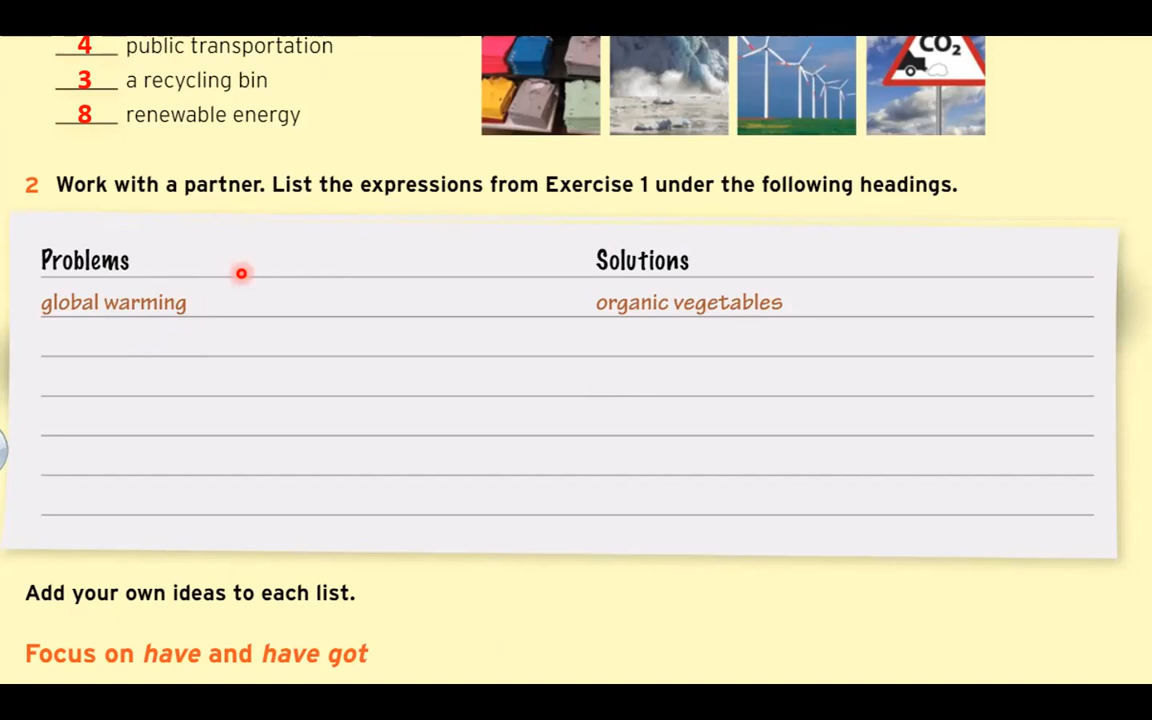 4 public transportation
3 a recycling bin
8 renewable energy
CO2
2 Work with a partner. List the expressions from Exercise 1 under the following headings.
Problems Solutions
global warming organic vegetables
Add your own ideas to each list.
Focus on have and have got